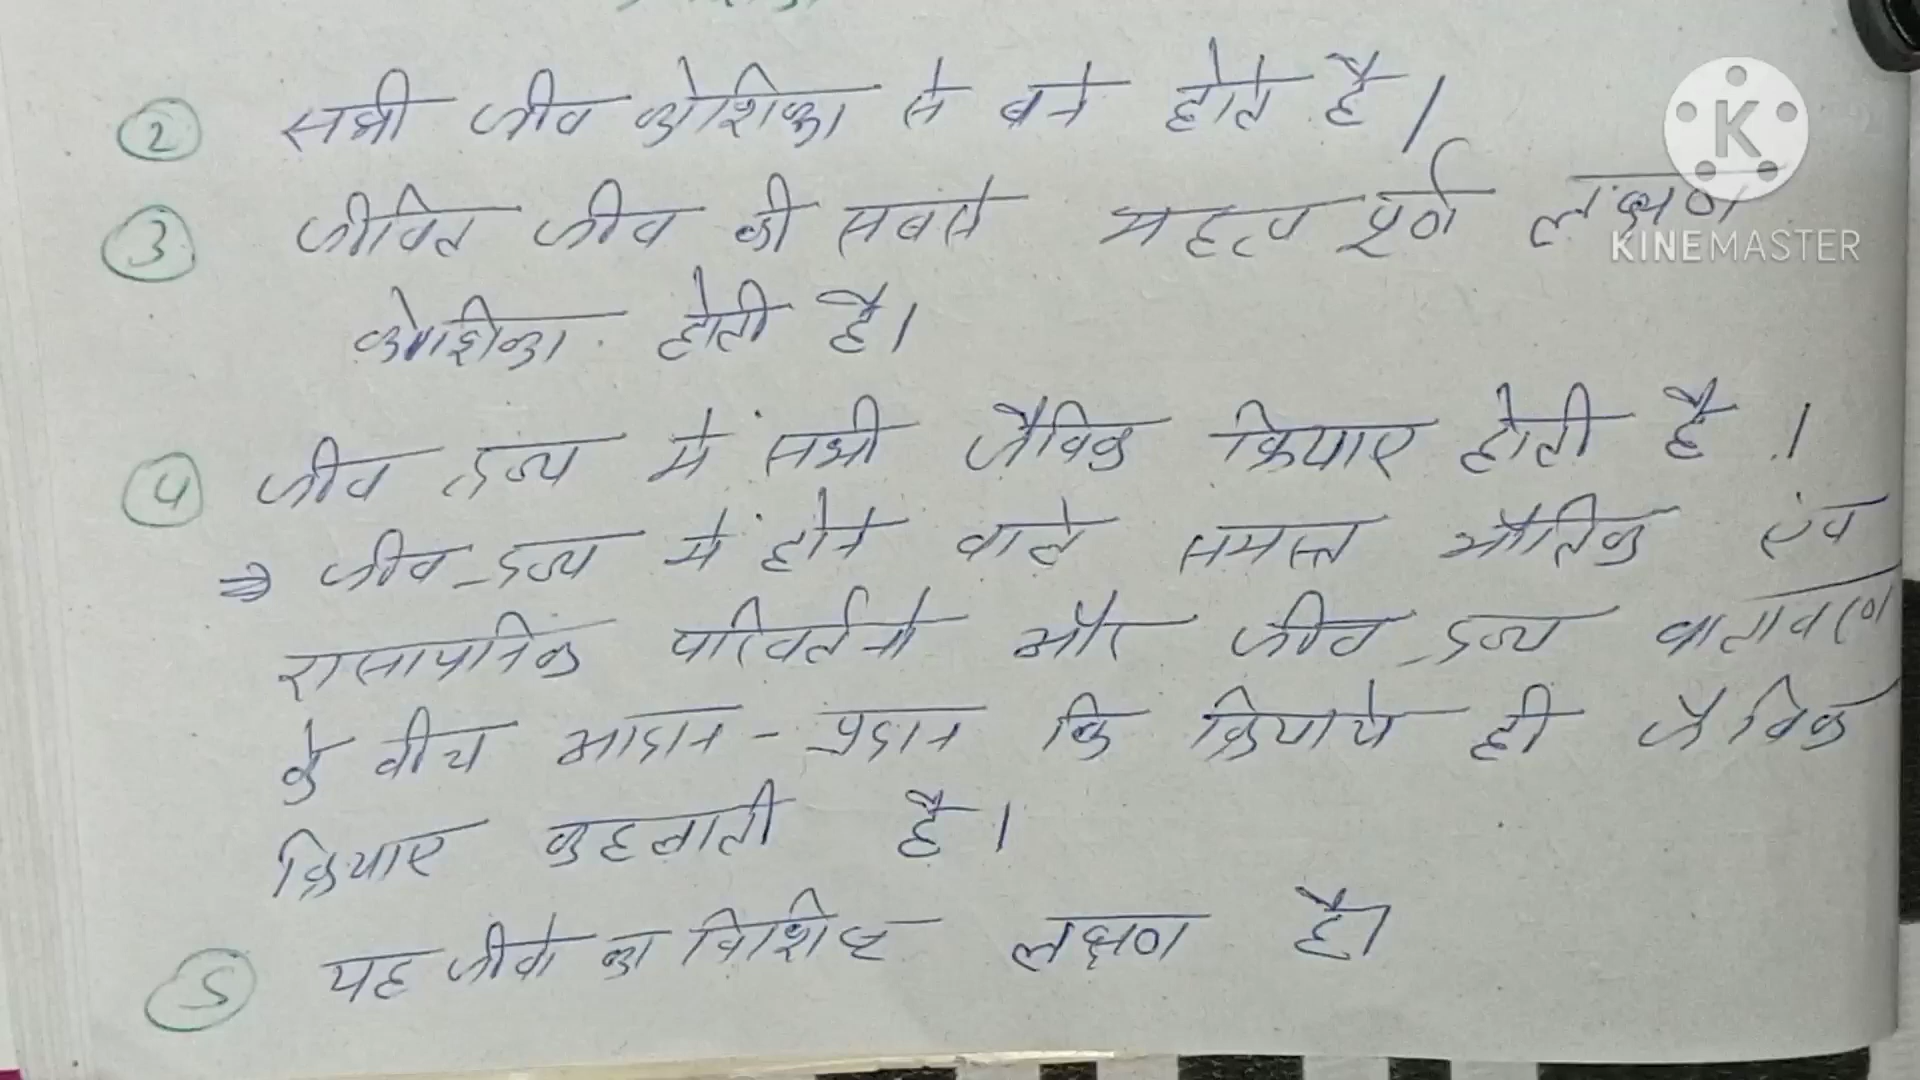 ② सभी जीव कोशिका से बने होते है।
③ जीवित जीव की सबसे महत्व पूर्ण लक्षण
कोशिका होती है।
④ जीव द्रव्य में सभी जैविक क्रियाए होती है ।
⇒ जीव-द्रव्य में होने वाले समस्त भौतिक एंव
रासायनिक परिवर्तनो और जीव-द्रव्य वातावरण
के बीच आदान-प्रदान कि क्रियाये ही जैविक
क्रियाए कहलाती है।
⑤ यह जीवो का विशिष्ट लक्षण है।
K
KINEMASTER